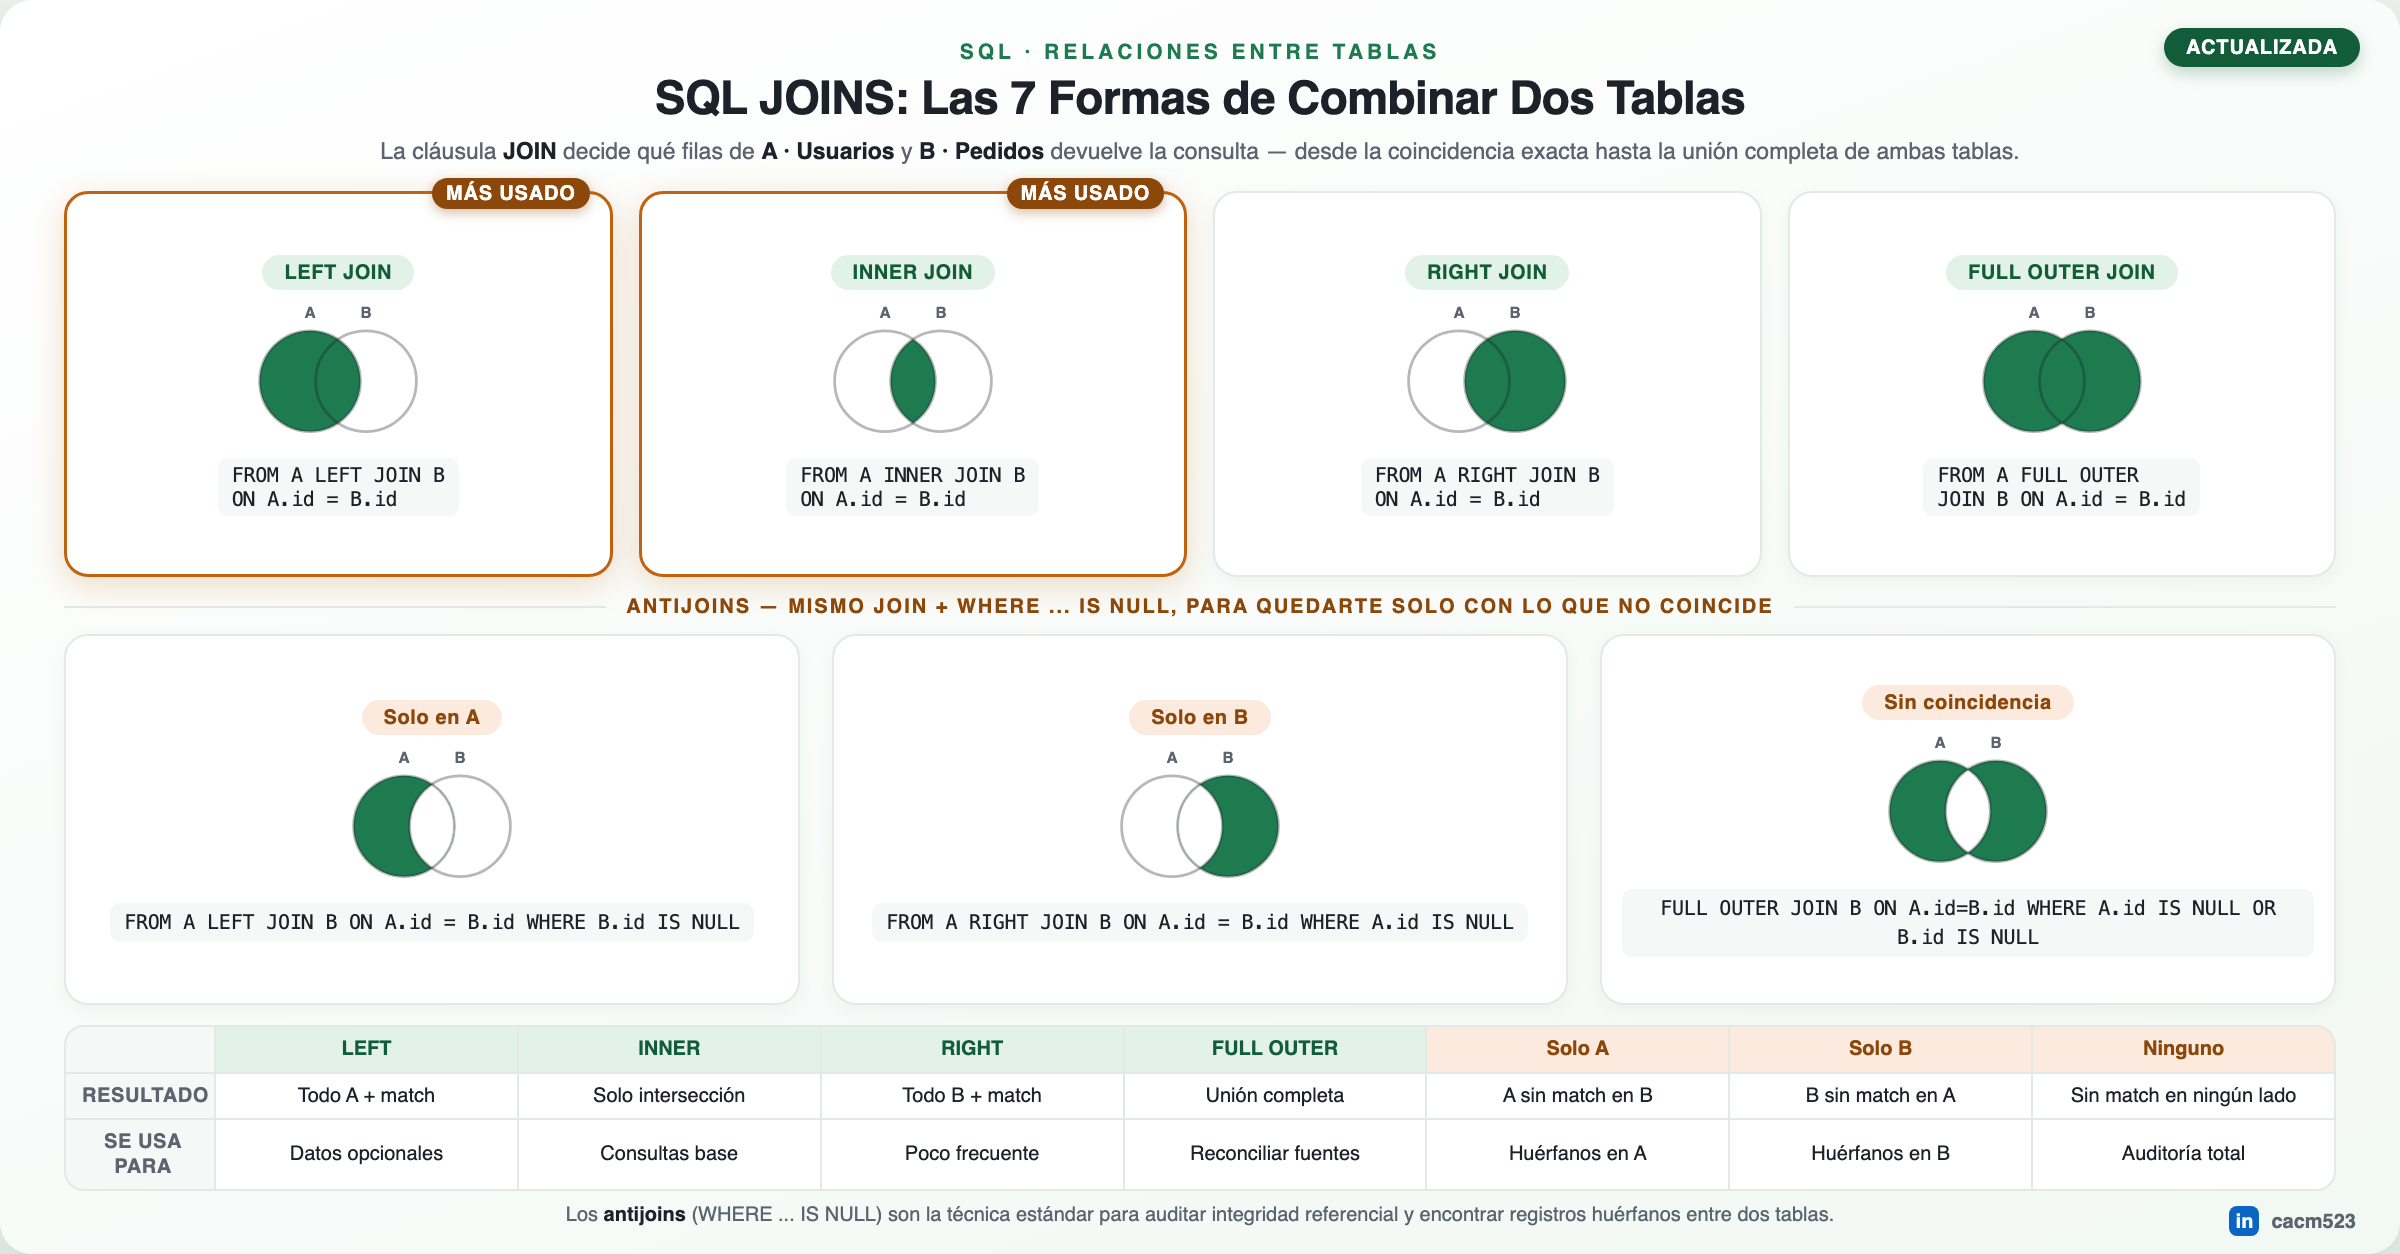 SQL · RELACIONES ENTRE TABLAS
ACTUALIZADA
SQL JOINS: Las 7 Formas de Combinar Dos Tablas
La cláusula JOIN decide qué filas de A · Usuarios y B · Pedidos devuelve la consulta — desde la coincidencia exacta hasta la unión completa de ambas tablas.
MÁS USADO
LEFT JOIN
A B
FROM A LEFT JOIN B
ON A.id = B.id
MÁS USADO
INNER JOIN
A B
FROM A INNER JOIN B
ON A.id = B.id
RIGHT JOIN
A B
FROM A RIGHT JOIN B
ON A.id = B.id
FULL OUTER JOIN
A B
FROM A FULL OUTER
JOIN B ON A.id = B.id
ANTIJOINS — MISMO JOIN + WHERE ... IS NULL, PARA QUEDARTE SOLO CON LO QUE NO COINCIDE
Solo en A
A B
FROM A LEFT JOIN B ON A.id = B.id WHERE B.id IS NULL
Solo en B
A B
FROM A RIGHT JOIN B ON A.id = B.id WHERE A.id IS NULL
Sin coincidencia
A B
FULL OUTER JOIN B ON A.id=B.id WHERE A.id IS NULL OR
B.id IS NULL
LEFT INNER RIGHT FULL OUTER Solo A Solo B Ninguno
RESULTADO Todo A + match Solo intersección Todo B + match Unión completa A sin match en B B sin match en A Sin match en ningún lado
SE USA
PARA Datos opcionales Consultas base Poco frecuente Reconciliar fuentes Huérfanos en A Huérfanos en B Auditoría total
Los antijoins (WHERE ... IS NULL) son la técnica estándar para auditar integridad referencial y encontrar registros huérfanos entre dos tablas.
in cacm523